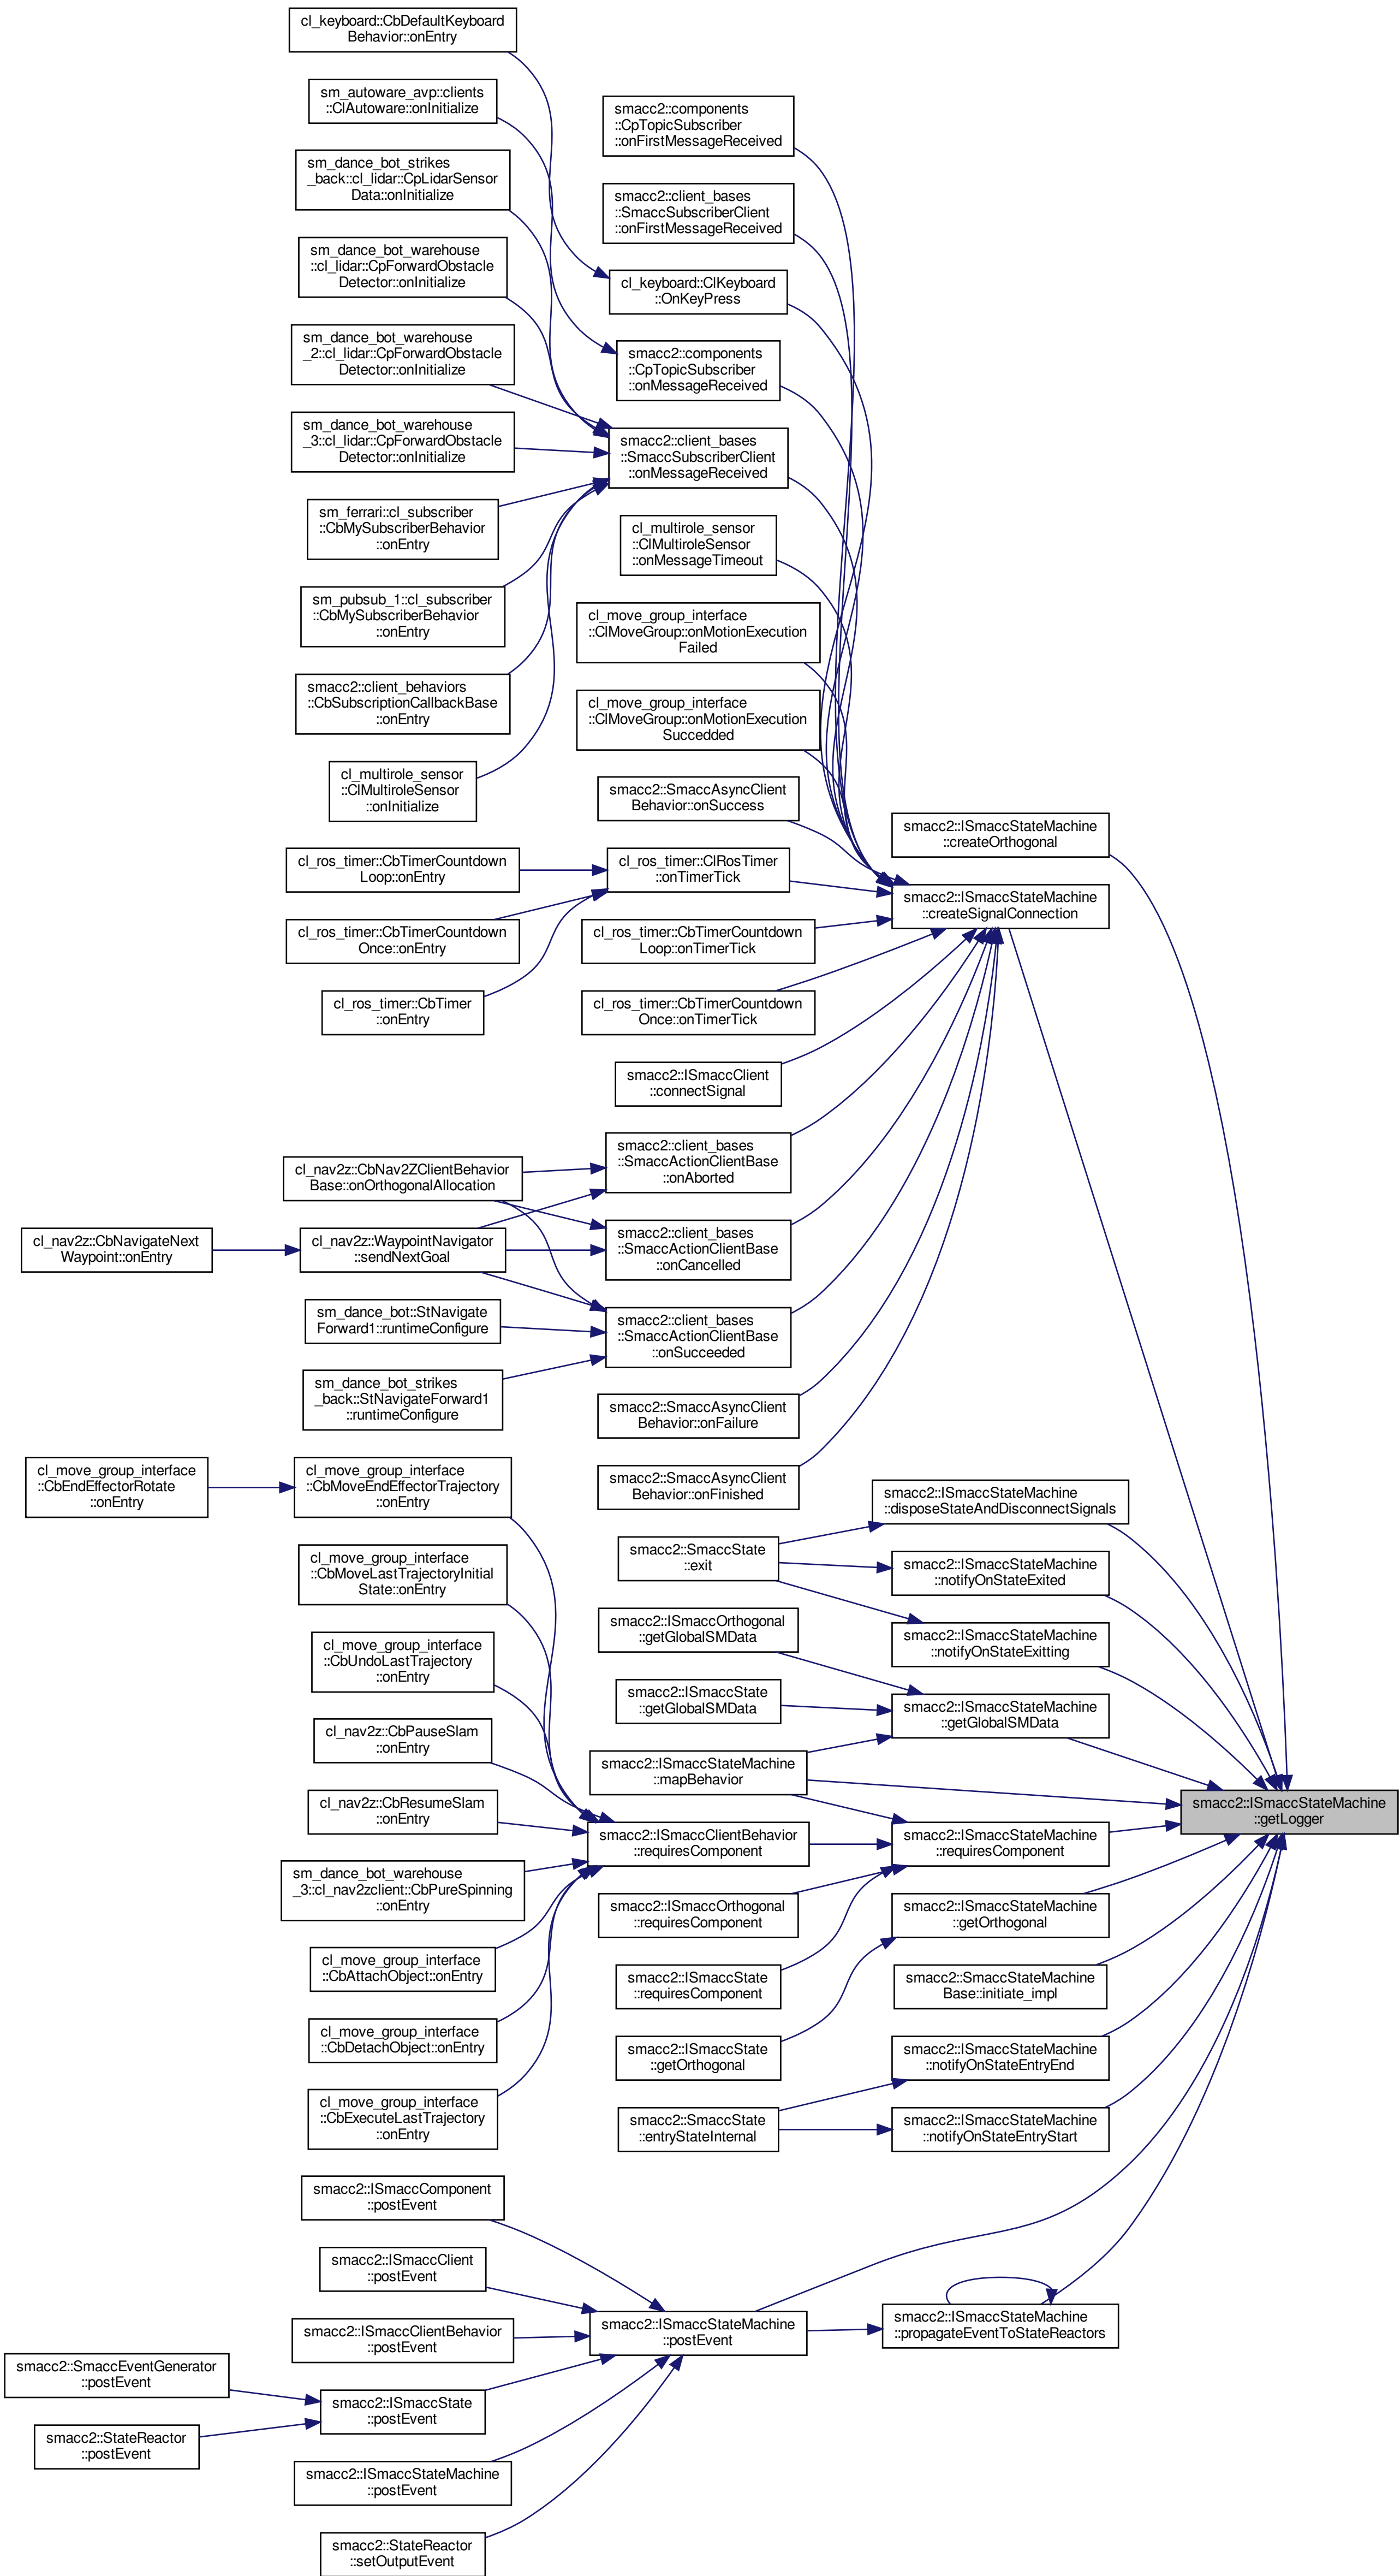 cl_keyboard::CbDefaultKeyboard
Behavior::onEntry
sm_autoware_avp::clients
::ClAutoware::onInitialize
sm_dance_bot_strikes
_back::cl_lidar::CpLidarSensor
Data::onInitialize
sm_dance_bot_warehouse
::cl_lidar::CpForwardObstacle
Detector::onInitialize
sm_dance_bot_warehouse
_2::cl_lidar::CpForwardObstacle
Detector::onInitialize
sm_dance_bot_warehouse
_3::cl_lidar::CpForwardObstacle
Detector::onInitialize
sm_ferrari::cl_subscriber
::CbMySubscriberBehavior
::onEntry
sm_pubsub_1::cl_subscriber
::CbMySubscriberBehavior
::onEntry
smacc2::client_behaviors
::CbSubscriptionCallbackBase
::onEntry
cl_multirole_sensor
::ClMultiroleSensor
::onInitialize
cl_ros_timer::CbTimerCountdown
Loop::onEntry
cl_ros_timer::CbTimerCountdown
Once::onEntry
cl_ros_timer::CbTimer
::onEntry
cl_nav2z::CbNav2ZClientBehavior
Base::onOrthogonalAllocation
cl_nav2z::CbNavigateNext
Waypoint::onEntry
cl_nav2z::WaypointNavigator
::sendNextGoal
sm_dance_bot::StNavigate
Forward1::runtimeConfigure
sm_dance_bot_strikes
_back::StNavigateForward1
::runtimeConfigure
cl_move_group_interface
::CbEndEffectorRotate
::onEntry
cl_move_group_interface
::CbMoveEndEffectorTrajectory
::onEntry
cl_move_group_interface
::CbMoveLastTrajectoryInitial
State::onEntry
cl_move_group_interface
::CbUndoLastTrajectory
::onEntry
cl_nav2z::CbPauseSlam
::onEntry
cl_nav2z::CbResumeSlam
::onEntry
sm_dance_bot_warehouse
_3::cl_nav2zclient::CbPureSpinning
::onEntry
cl_move_group_interface
::CbAttachObject::onEntry
cl_move_group_interface
::CbDetachObject::onEntry
cl_move_group_interface
::CbExecuteLastTrajectory
::onEntry
smacc2::ISmaccComponent
::postEvent
smacc2::ISmaccClient
::postEvent
smacc2::ISmaccClientBehavior
::postEvent
smacc2::SmaccEventGenerator
::postEvent
smacc2::ISmaccState
::postEvent
smacc2::StateReactor
::postEvent
smacc2::ISmaccStateMachine
::postEvent
smacc2::StateReactor
::setOutputEvent
smacc2::components
::CpTopicSubscriber
::onFirstMessageReceived
smacc2::client_bases
::SmaccSubscriberClient
::onFirstMessageReceived
cl_keyboard::ClKeyboard
::OnKeyPress
smacc2::components
::CpTopicSubscriber
::onMessageReceived
smacc2::client_bases
::SmaccSubscriberClient
::onMessageReceived
cl_multirole_sensor
::ClMultiroleSensor
::onMessageTimeout
cl_move_group_interface
::ClMoveGroup::onMotionExecution
Failed
cl_move_group_interface
::ClMoveGroup::onMotionExecution
Succedded
smacc2::SmaccAsyncClient
Behavior::onSuccess
cl_ros_timer::ClRosTimer
::onTimerTick
cl_ros_timer::CbTimerCountdown
Loop::onTimerTick
cl_ros_timer::CbTimerCountdown
Once::onTimerTick
smacc2::ISmaccClient
::connectSignal
smacc2::client_bases
::SmaccActionClientBase
::onAborted
smacc2::client_bases
::SmaccActionClientBase
::onCancelled
smacc2::client_bases
::SmaccActionClientBase
::onSucceeded
smacc2::SmaccAsyncClient
Behavior::onFailure
smacc2::SmaccAsyncClient
Behavior::onFinished
smacc2::SmaccState
::exit
smacc2::ISmaccOrthogonal
::getGlobalSMData
smacc2::ISmaccState
::getGlobalSMData
smacc2::ISmaccStateMachine
::mapBehavior
smacc2::ISmaccClientBehavior
::requiresComponent
smacc2::ISmaccOrthogonal
::requiresComponent
smacc2::ISmaccState
::requiresComponent
smacc2::ISmaccState
::getOrthogonal
smacc2::SmaccState
::entryStateInternal
smacc2::ISmaccStateMachine
::postEvent
smacc2::ISmaccStateMachine
::createOrthogonal
smacc2::ISmaccStateMachine
::createSignalConnection
smacc2::ISmaccStateMachine
::disposeStateAndDisconnectSignals
smacc2::ISmaccStateMachine
::notifyOnStateExited
smacc2::ISmaccStateMachine
::notifyOnStateExitting
smacc2::ISmaccStateMachine
::getGlobalSMData
smacc2::ISmaccStateMachine
::requiresComponent
smacc2::ISmaccStateMachine
::getOrthogonal
smacc2::SmaccStateMachine
Base::initiate_impl
smacc2::ISmaccStateMachine
::notifyOnStateEntryEnd
smacc2::ISmaccStateMachine
::notifyOnStateEntryStart
smacc2::ISmaccStateMachine
::propagateEventToStateReactors
smacc2::ISmaccStateMachine
::getLogger